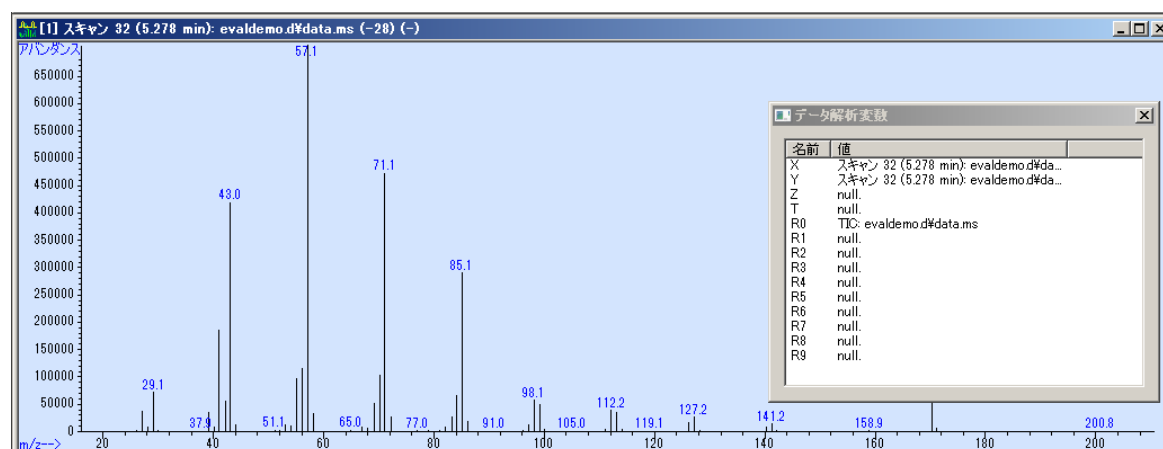 [1] スキャン 32 (5.278 min): evaldemo.d¥data.ms (-28) (-)
アバンダンス
57.1
650000
600000
550000
500000
450000
400000
350000
300000
250000
200000
150000
100000
50000
0
71.1
43.0
85.1
29.1
37.9
51.1
65.0
77.0
91.0
98.1
105.0
112.2
119.1
127.2
141.2
158.9
200.8
m/z-->
20
40
60
80
100
120
140
160
180
200
データ解析変数
名前 値
X スキャン 32 (5.278 min): evaldemo.d¥da...
Y スキャン 32 (5.278 min): evaldemo.d¥da...
Z null.
T null.
R0 TIC: evaldemo.d¥data.ms
R1 null.
R2 null.
R3 null.
R4 null.
R5 null.
R6 null.
R7 null.
R8 null.
R9 null.